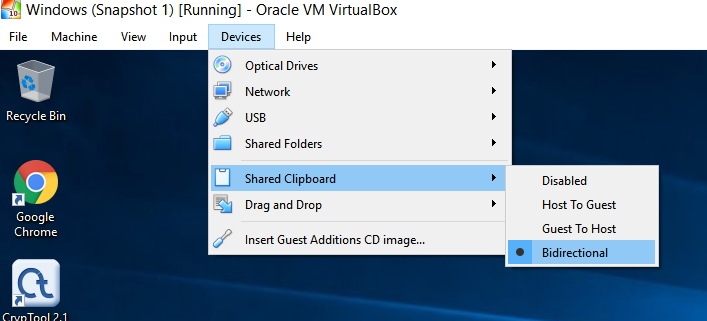 Windows (Snapshot 1) [Running] - Oracle VM VirtualBox
File Machine View Input Devices Help
Optical Drives
Network
USB
Shared Folders
Shared Clipboard
Drag and Drop
Insert Guest Additions CD image...
Disabled
Host To Guest
Guest To Host
Bidirectional
Recycle Bin
Google
Chrome
CrypTool 2.1
10